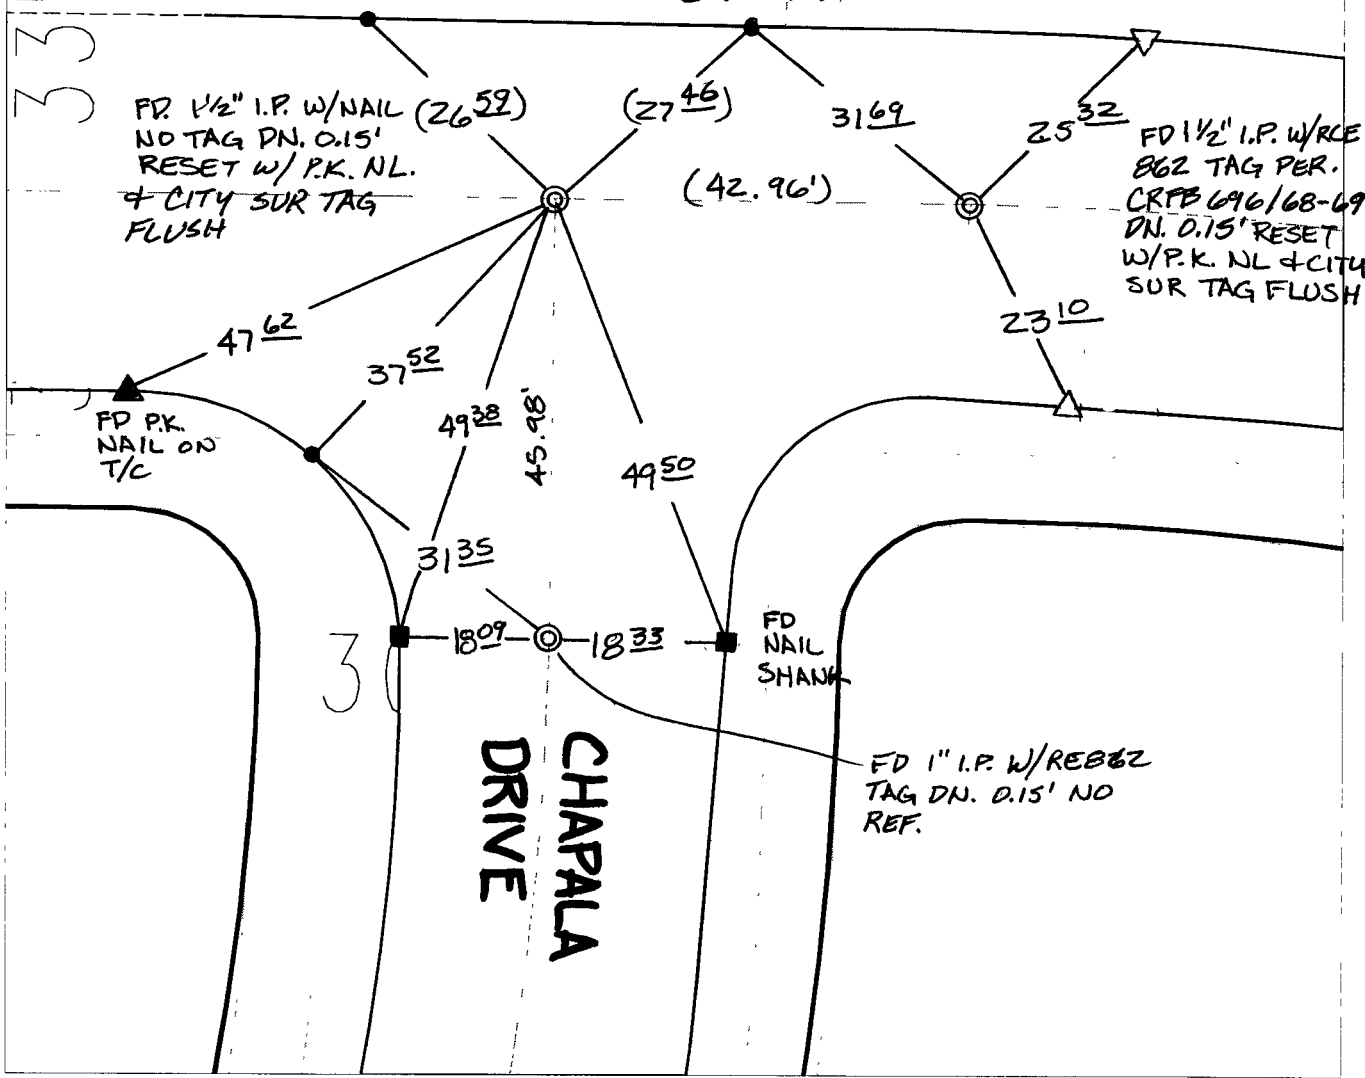 33
FD. 1½" I.P. W/NAIL
NO TAG DN. 0.15'
RESET W/ P.K. NL.
& CITY SUR TAG
FLUSH
(26 59)
(27 46)
31 69
25 32
FD 1½" I.P. W/RCE
862 TAG PER.
CRFB 696/68-69
DN. 0.15' RESET
W/P.K. NL & CITY
SUR TAG FLUSH
(42.96')
47 62
37 52
49 38
45.98'
49 50
23 10
FD P.K.
NAIL ON
T/C
31 35
30
18 09
18 33
FD
NAIL
SHANK
CHAPALA
DRIVE
FD 1" I.P. W/RE862
TAG DN. 0.15' NO
REF.